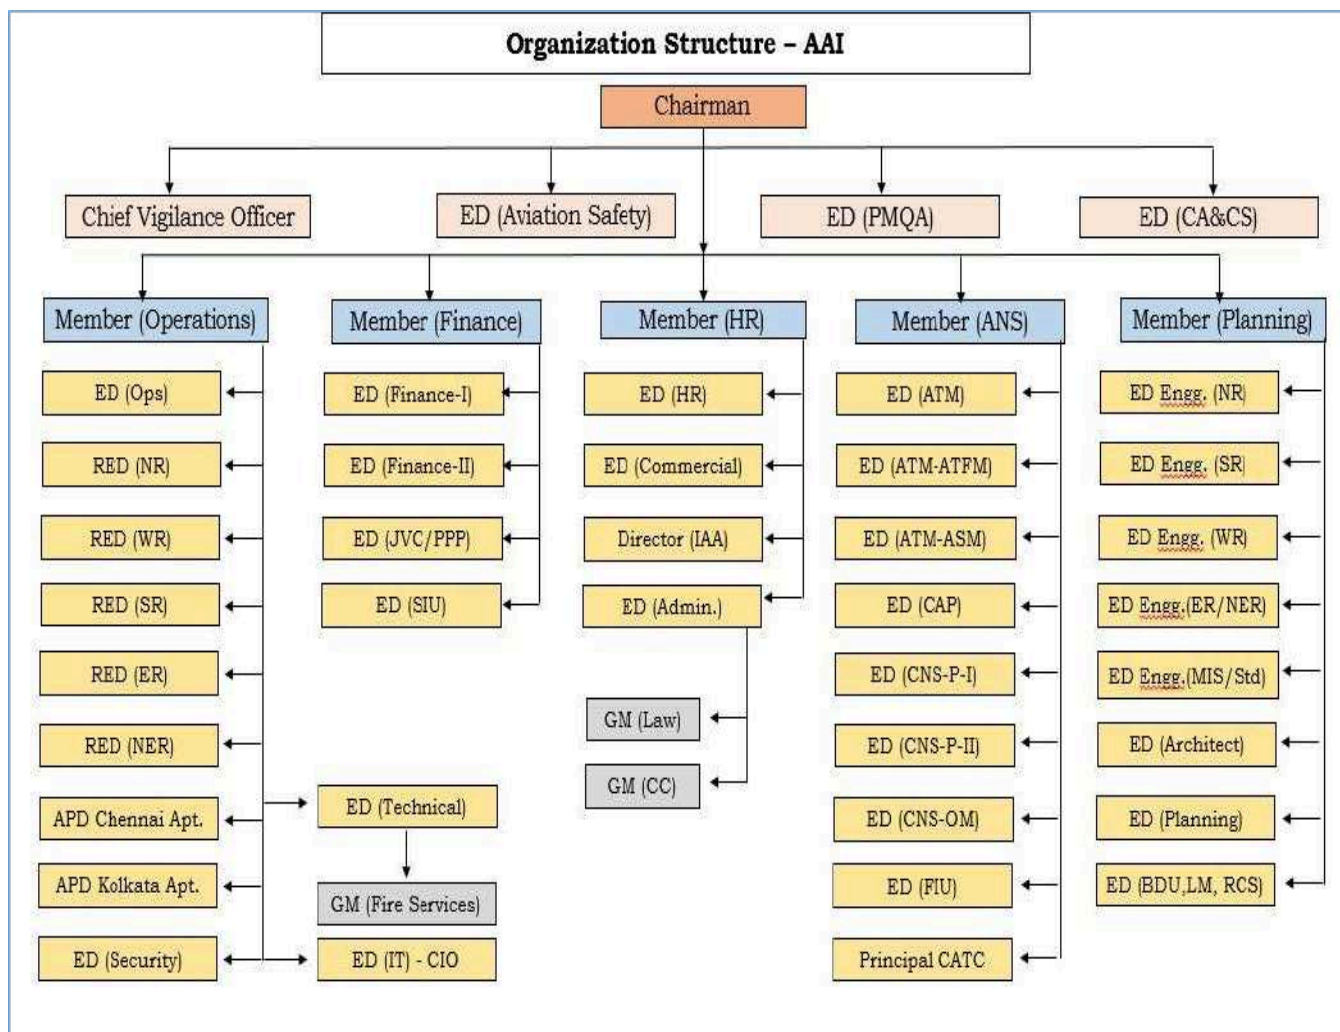 Organization Structure – AAI
Chairman
Chief Vigilance Officer
ED (Aviation Safety)
ED (PMQA)
ED (CA&CS)
Member (Operations)
Member (Finance)
Member (HR)
Member (ANS)
Member (Planning)
ED (Ops)
RED (NR)
RED (WR)
RED (SR)
RED (ER)
RED (NER)
APD Chennai Apt.
APD Kolkata Apt.
ED (Security)
ED (Technical)
GM (Fire Services)
ED (IT) - CIO
ED (Finance-I)
ED (Finance-II)
ED (JVC/PPP)
ED (SIU)
ED (HR)
ED (Commercial)
Director (IAA)
ED (Admin.)
GM (Law)
GM (CC)
ED (ATM)
ED (ATM-ATFM)
ED (ATM-ASM)
ED (CAP)
ED (CNS-P-I)
ED (CNS-P-II)
ED (CNS-OM)
ED (FIU)
Principal CATC
ED Engg. (NR)
ED Engg. (SR)
ED Engg. (WR)
ED Engg.(ER/NER)
ED Engg.(MIS/Std)
ED (Architect)
ED (Planning)
ED (BDU,LM, RCS)